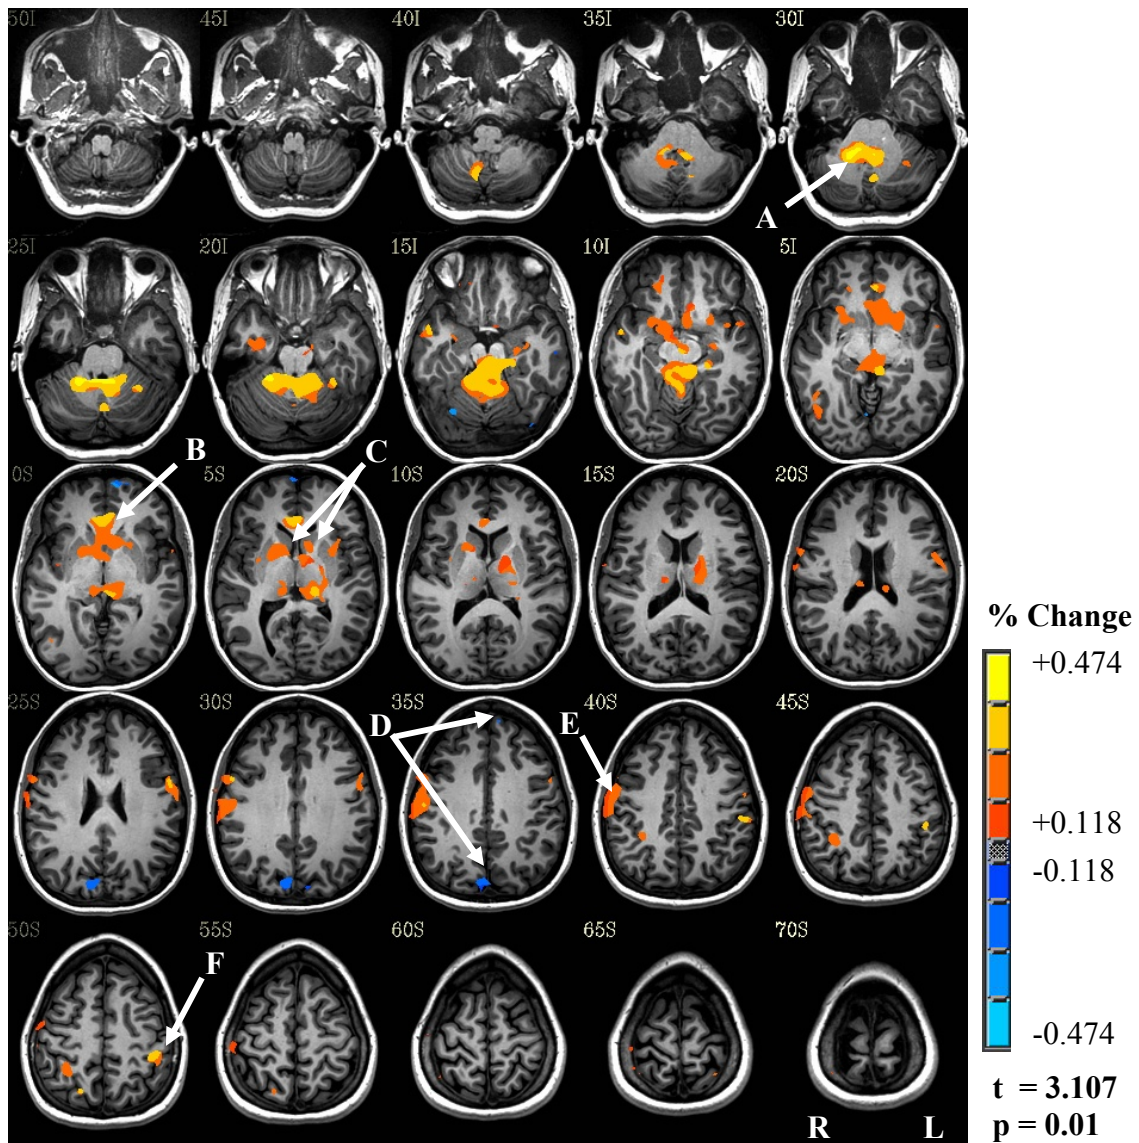 50I 45I 40I 35I 30I
A
25I 20I 15I 10I 5I
B C
0S 5S 10S 15S 20S
% Change
+0.474
25S 30S 35S 40S 45S
D E
+0.118
-0.118
50S 55S 60S 65S 70S
F
-0.474
t = 3.107
p = 0.01
R L